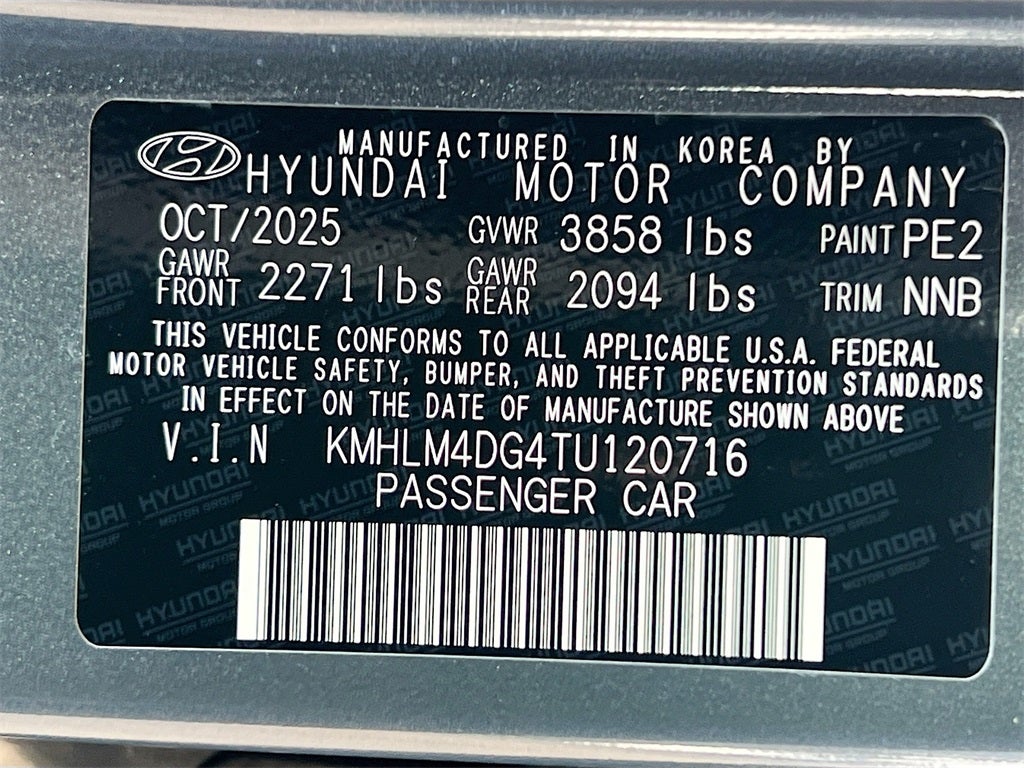 MANUFACTURED IN KOREA BY
HYUNDAI MOTOR COMPANY
OCT/2025 GVWR 3858 lbs PAINT PE2
GAWR FRONT 2271 lbs GAWR REAR 2094 lbs TRIM NNB
THIS VEHICLE CONFORMS TO ALL APPLICABLE U.S.A. FEDERAL
MOTOR VEHICLE SAFETY, BUMPER, AND THEFT PREVENTION STANDARDS
IN EFFECT ON THE DATE OF MANUFACTURE SHOWN ABOVE
V.I.N KMHLM4DG4TU120716
PASSENGER CAR